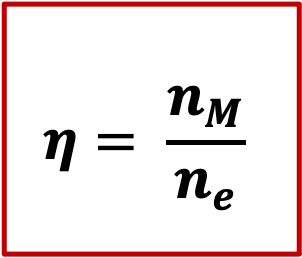 η = n_M / n_e